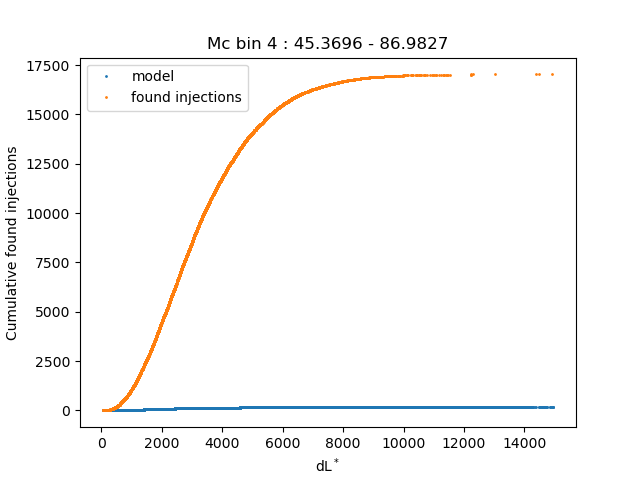 Mc bin 4 : 45.3696 - 86.9827
model
found injections
Cumulative found injections
17500
15000
12500
10000
7500
5000
2500
0
0 2000 4000 6000 8000 10000 12000 14000
dL*